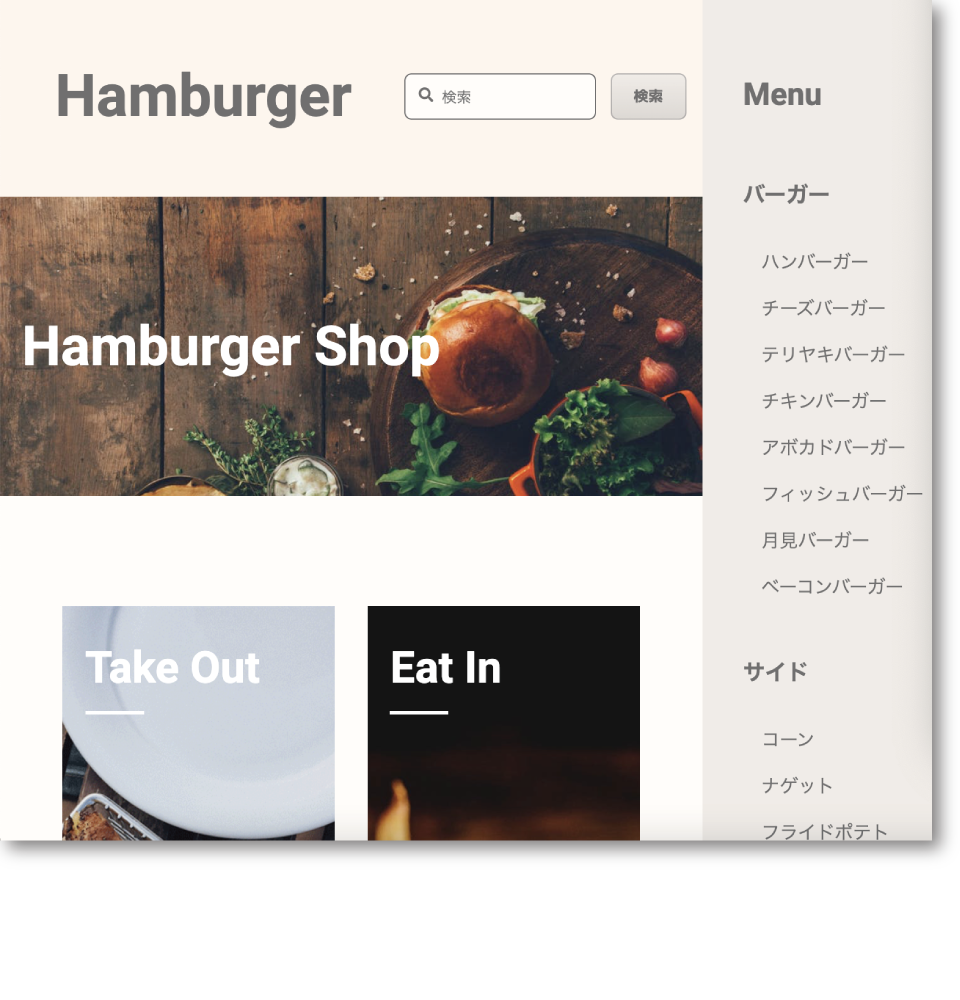 Hamburger
検索
検索
Hamburger Shop
Take Out
Eat In
Menu
バーガー
ハンバーガー
チーズバーガー
テリヤキバーガー
チキンバーガー
アボカドバーガー
フィッシュバーガー
月見バーガー
ベーコンバーガー
サイド
コーン
ナゲット
フライドポテト